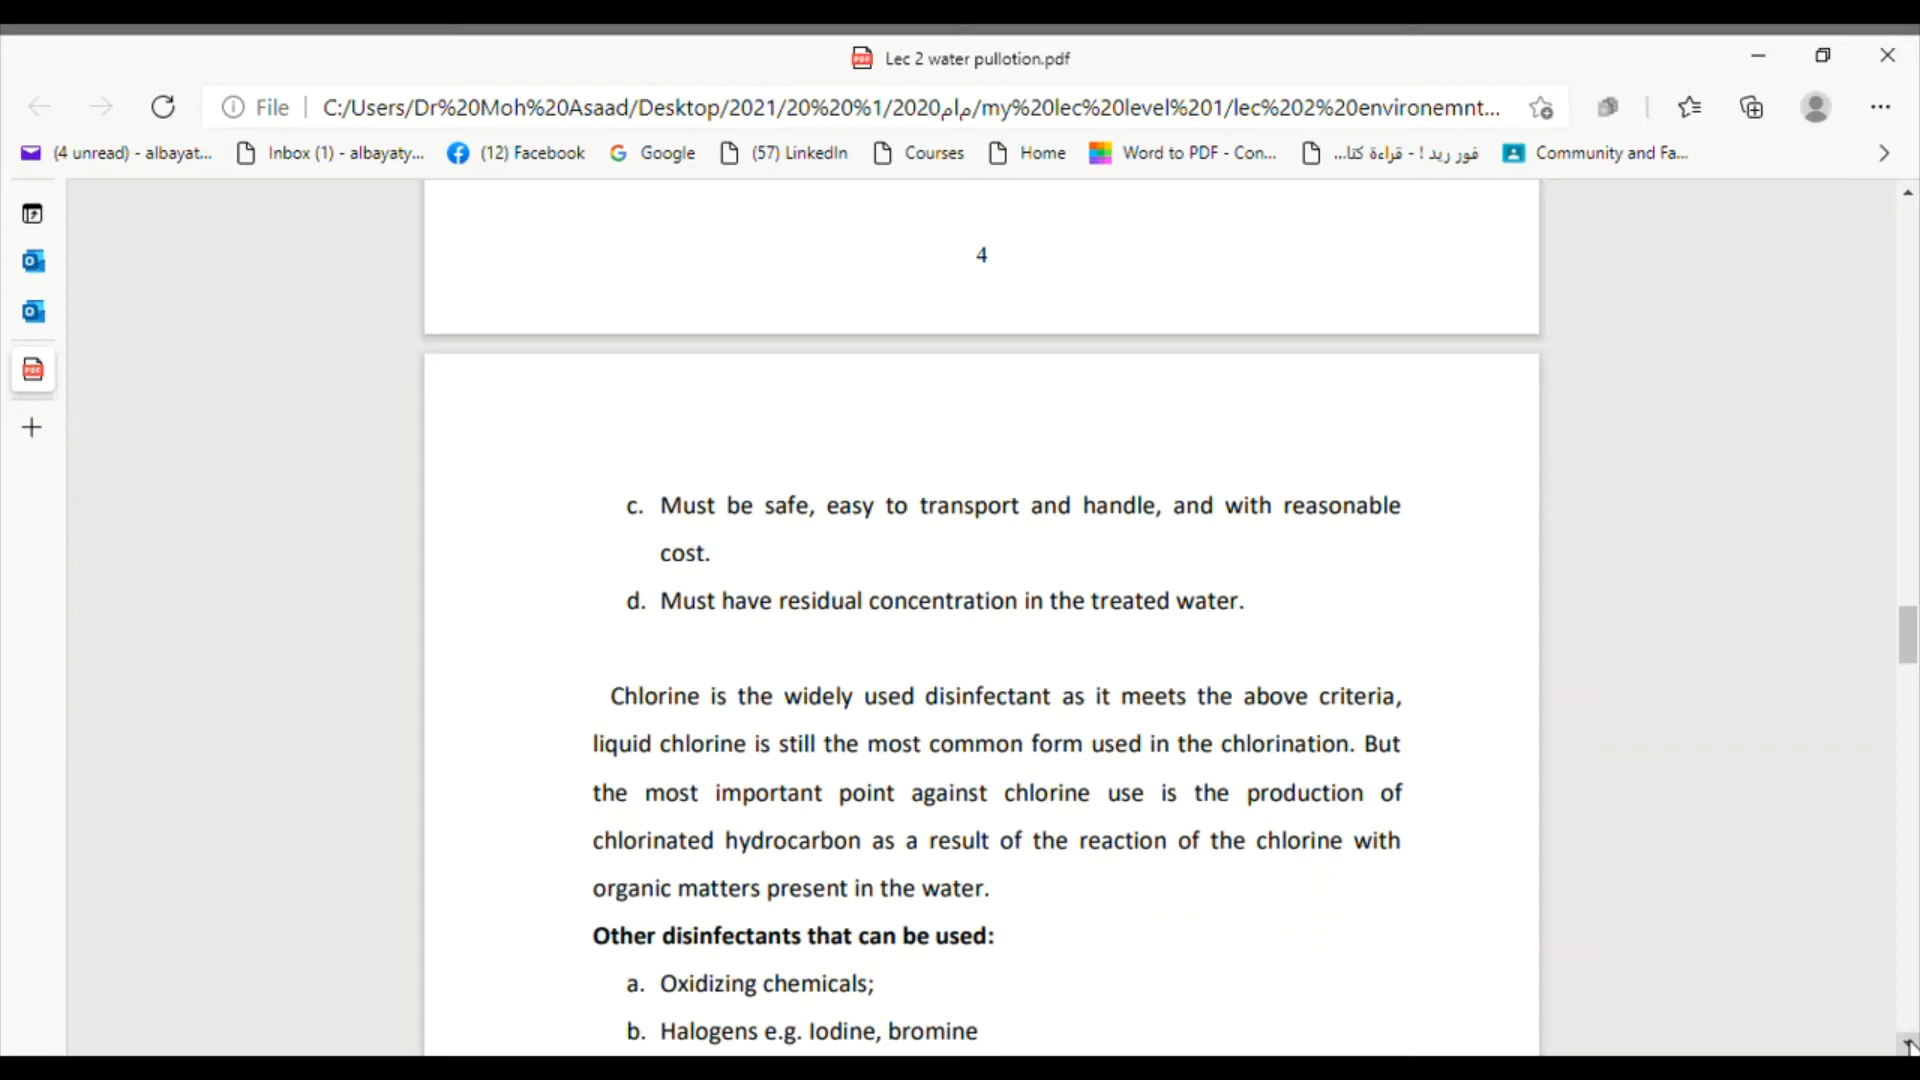 Lec 2 water pullotion.pdf
File C:/Users/Dr%20Moh%20Asaad/Desktop/2021/20%20%1/2020مام/my%20lec%20level%201/lec%202%20environemnt...
(4 unread) - albayat... Inbox (1) - albayaty... (12) Facebook Google (57) LinkedIn Courses Home Word to PDF - Con... فور ريد ! - قراءة كتا... Community and Fa...
4
c. Must be safe, easy to transport and handle, and with reasonable
cost.
d. Must have residual concentration in the treated water.
Chlorine is the widely used disinfectant as it meets the above criteria,
liquid chlorine is still the most common form used in the chlorination. But
the most important point against chlorine use is the production of
chlorinated hydrocarbon as a result of the reaction of the chlorine with
organic matters present in the water.
Other disinfectants that can be used:
a. Oxidizing chemicals;
b. Halogens e.g. Iodine, bromine